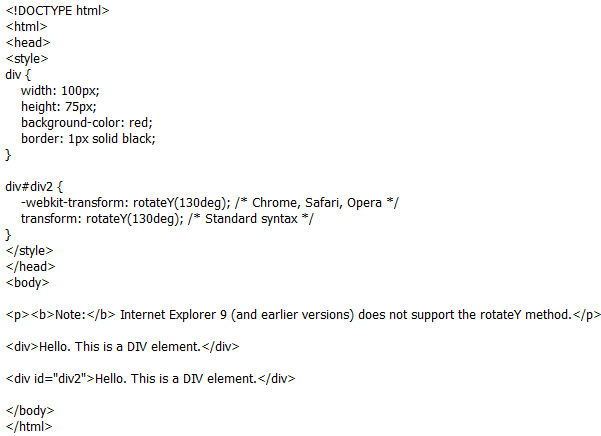 <!DOCTYPE html>
<html>
<head>
<style>
div {
    width: 100px;
    height: 75px;
    background-color: red;
    border: 1px solid black;
}

div#div2 {
    -webkit-transform: rotateY(130deg); /* Chrome, Safari, Opera */
    transform: rotateY(130deg); /* Standard syntax */
}
</style>
</head>
<body>

<p><b>Note:</b> Internet Explorer 9 (and earlier versions) does not support the rotateY method.</p>

<div>Hello. This is a DIV element.</div>

<div id="div2">Hello. This is a DIV element.</div>

</body>
</html>